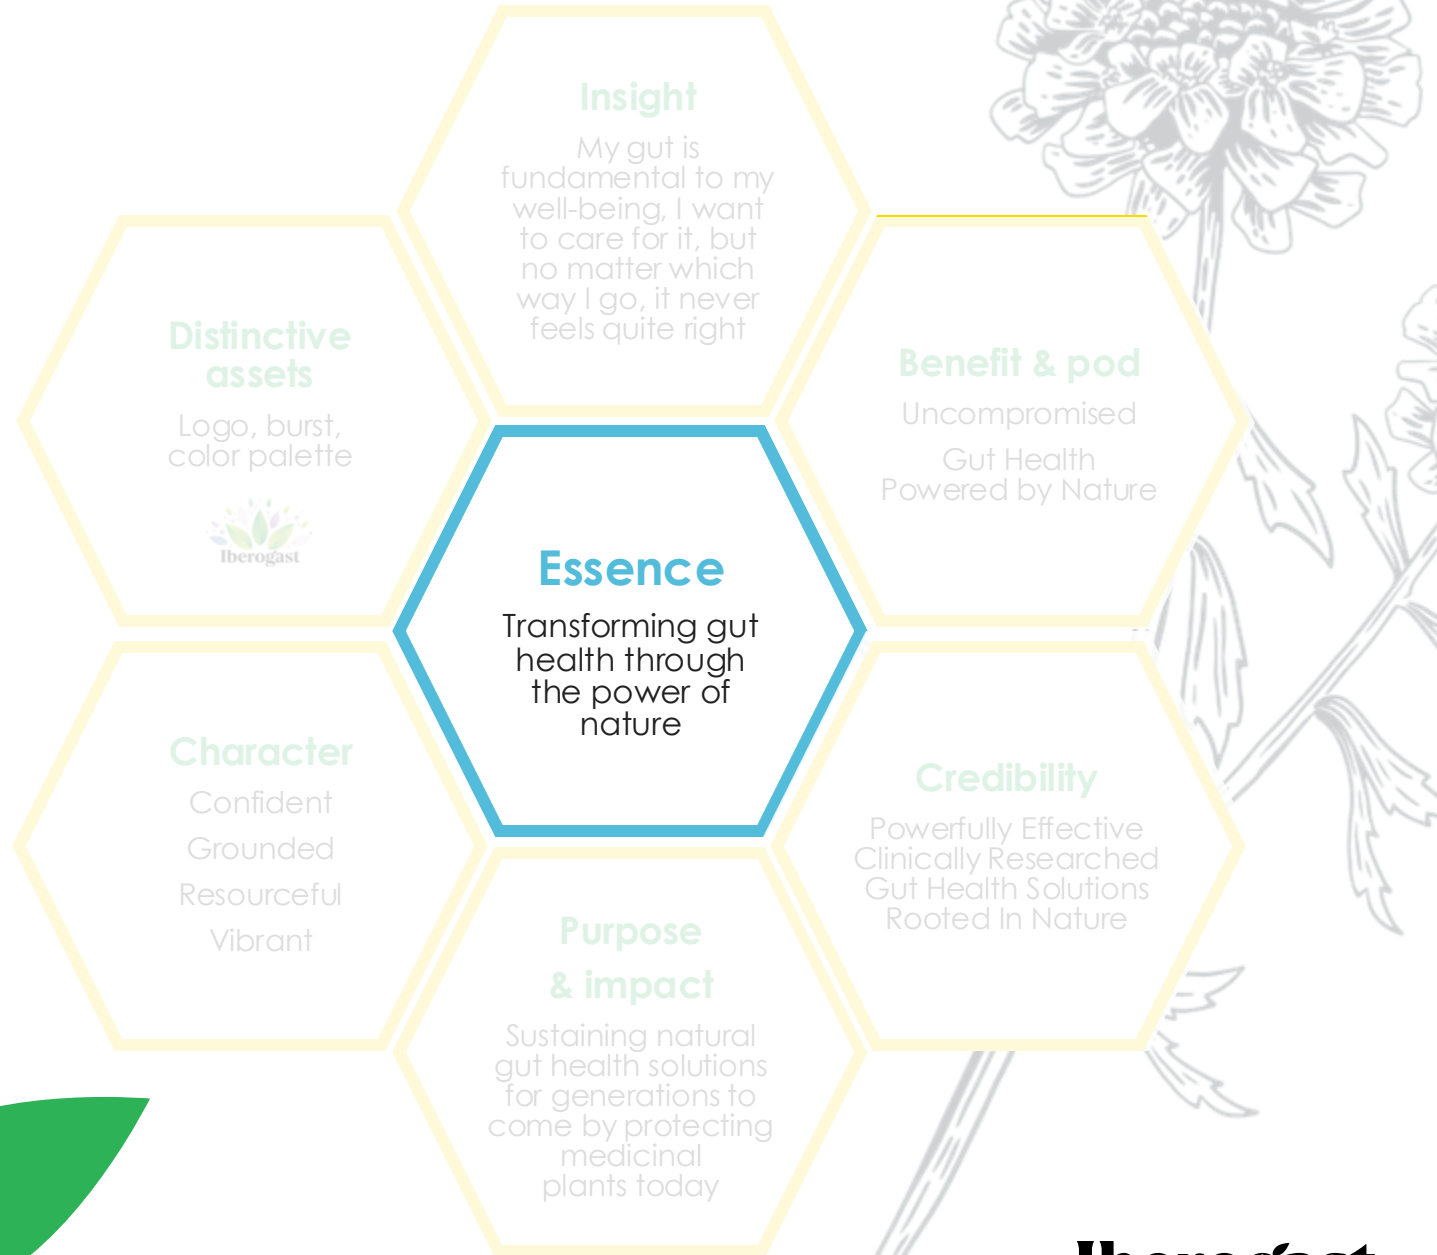 Insight
My gut is
fundamental to my
well-being, I want
to care for it, but
no matter which
way I go, it never
feels quite right
Distinctive
assets
Logo, burst,
color palette
Iberogast
Benefit & pod
Uncompromised
Gut Health
Powered by Nature
Essence
Transforming gut
health through
the power of
nature
Character
Confident
Grounded
Resourceful
Vibrant
Credibility
Powerfully Effective
Clinically Researched
Gut Health Solutions
Rooted In Nature
Purpose
& impact
Sustaining natural
gut health solutions
for generations to
come by protecting
medicinal
plants today
Iberogast